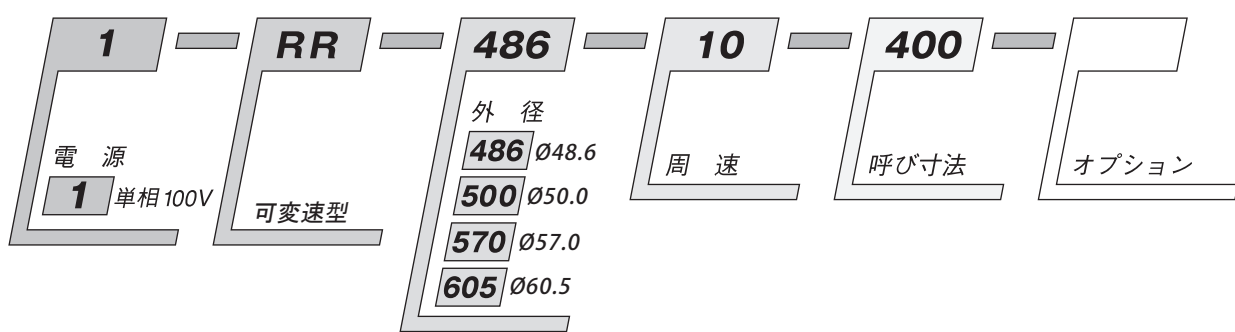 1 RR 486 10 400
外 径
486 Ø48.6
電 源
周 速
呼び寸法
オプション
1 単相100V
500 Ø50.0
可変速型
570 Ø57.0
605 Ø60.5